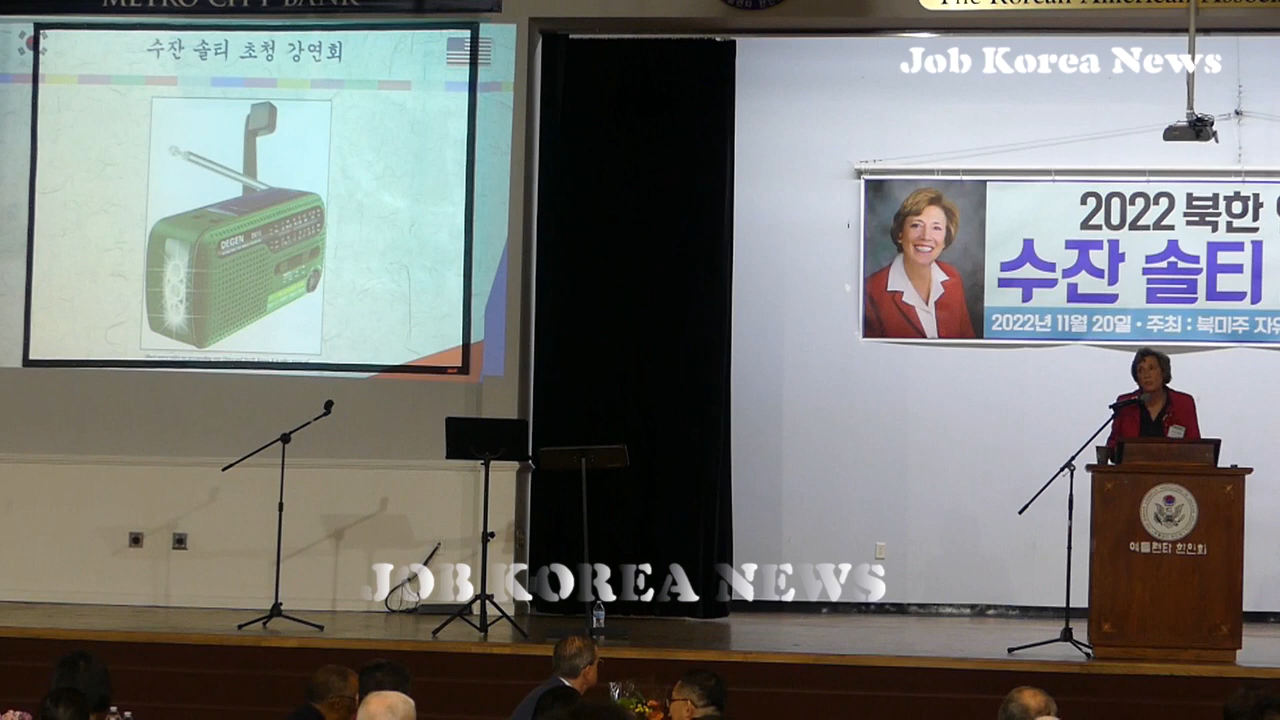 METRO CITY BANK
The Korean American Associa
Job Korea News
수잔 솔티 초청 강연회
DEGEN
2022 북한
수잔 솔티
2022년 11월 20일 · 주최 : 북미주 자유
애틀랜타 한인회
JOB KOREA NEWS